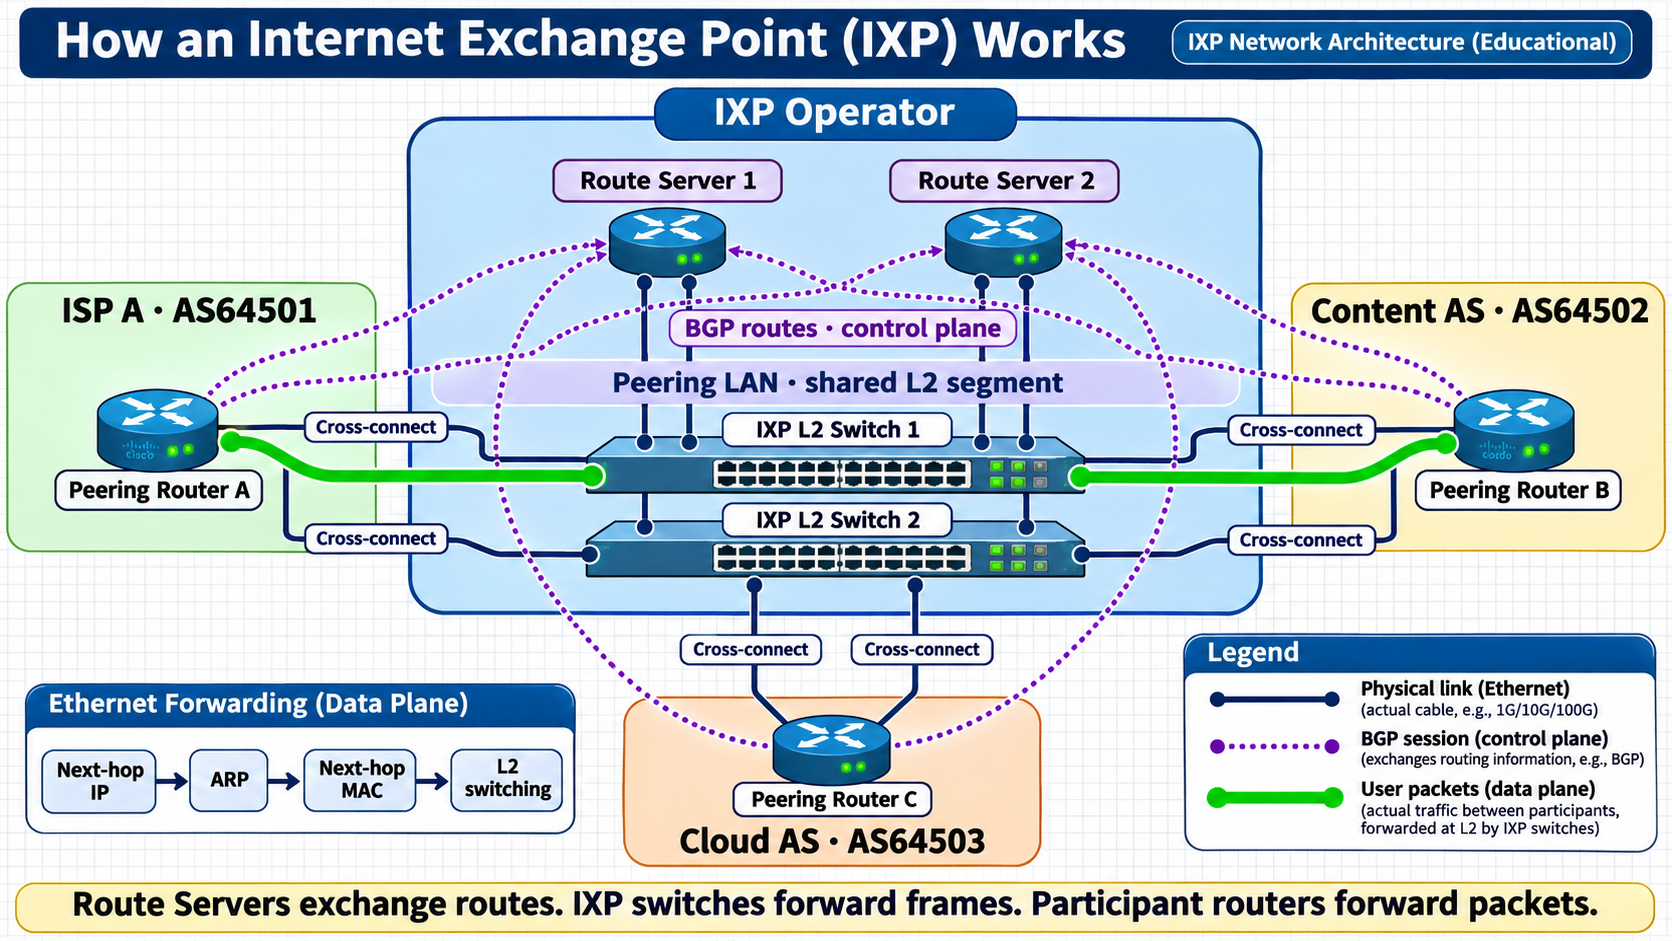 How an Internet Exchange Point (IXP) Works
IXP Network Architecture (Educational)
IXP Operator
Route Server 1
Route Server 2
BGP routes · control plane
Peering LAN · shared L2 segment
ISP A · AS64501
cisco
Peering Router A
Cross-connect
Cross-connect
IXP L2 Switch 1
IXP L2 Switch 2
Content AS · AS64502
Peering Router B
Cross-connect
Cross-connect
Cross-connect
Cross-connect
Peering Router C
Cloud AS · AS64503
Ethernet Forwarding (Data Plane)
Next-hop
IP
ARP
Next-hop
MAC
L2
switching
Legend
Physical link (Ethernet)
(actual cable, e.g., 1G/10G/100G)
BGP session (control plane)
(exchanges routing information, e.g., BGP)
User packets (data plane)
(actual traffic between participants,
forwarded at L2 by IXP switches)
Route Servers exchange routes. IXP switches forward frames. Participant routers forward packets.